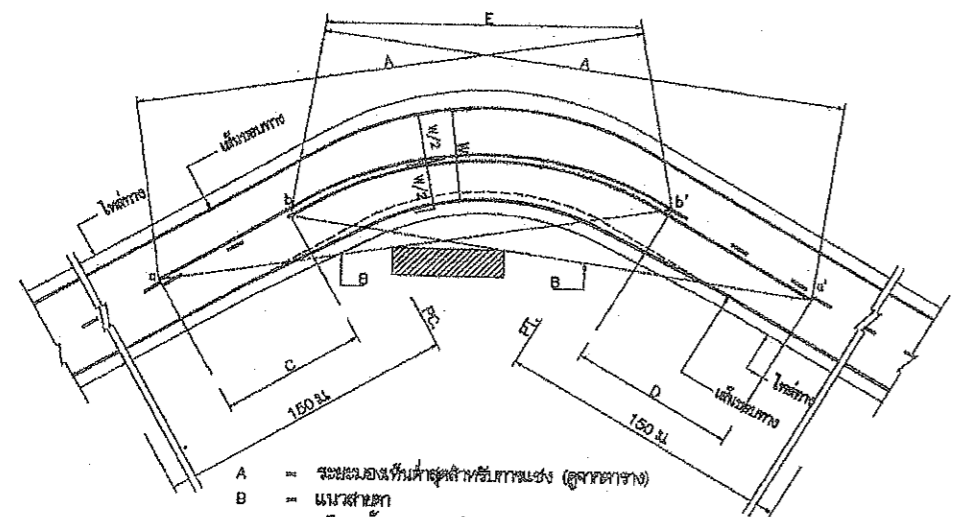 E
A
A
เส้นขอบทาง
ไหล่ทาง
W/2
W
W/2
b
b'
a
a'
B
B
PC.
PT.
C
D
150 ม.
150 ม.
เส้นขอบทาง
ไหล่ทาง
A = ระยะมองเห็นต่ำสุดสำหรับการแซง (ดูจากตาราง)
B = แนวสายตา